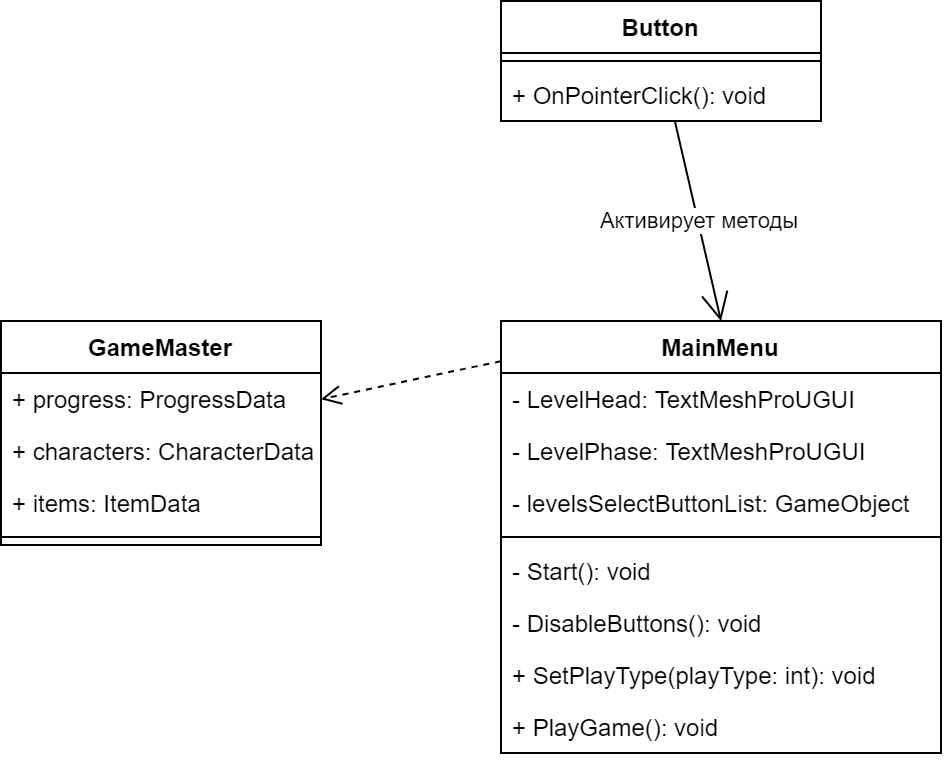 Button
+ OnPointerClick(): void
Активирует методы
GameMaster
+ progress: ProgressData
+ characters: CharacterData
+ items: ItemData
MainMenu
- LevelHead: TextMeshProUGUI
- LevelPhase: TextMeshProUGUI
- levelsSelectButtonList: GameObject
- Start(): void
- DisableButtons(): void
+ SetPlayType(playType: int): void
+ PlayGame(): void